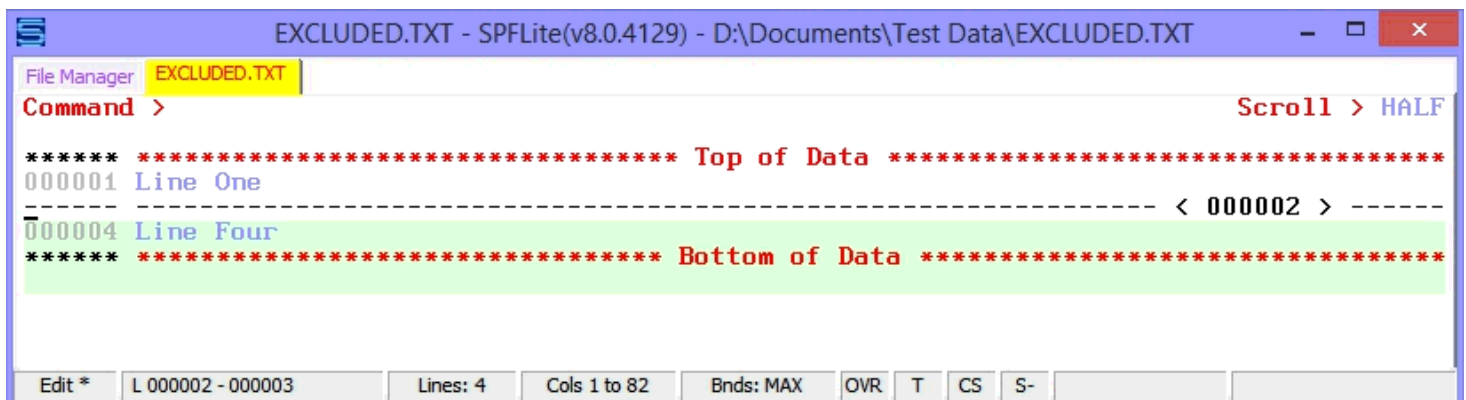 EXCLUDED.TXT - SPFLite(v8.0.4129) - D:\Documents\Test Data\EXCLUDED.TXT
File Manager EXCLUDED.TXT
Command > Scroll > HALF
****** ********************************** Top of Data ***********************************
000001 Line One
------ ---------------------------------------------------------------- < 000002 > ------
000004 Line Four
****** ********************************* Bottom of Data *********************************
Edit * L 000002 - 000003 Lines: 4 Cols 1 to 82 Bnds: MAX OVR T CS S-